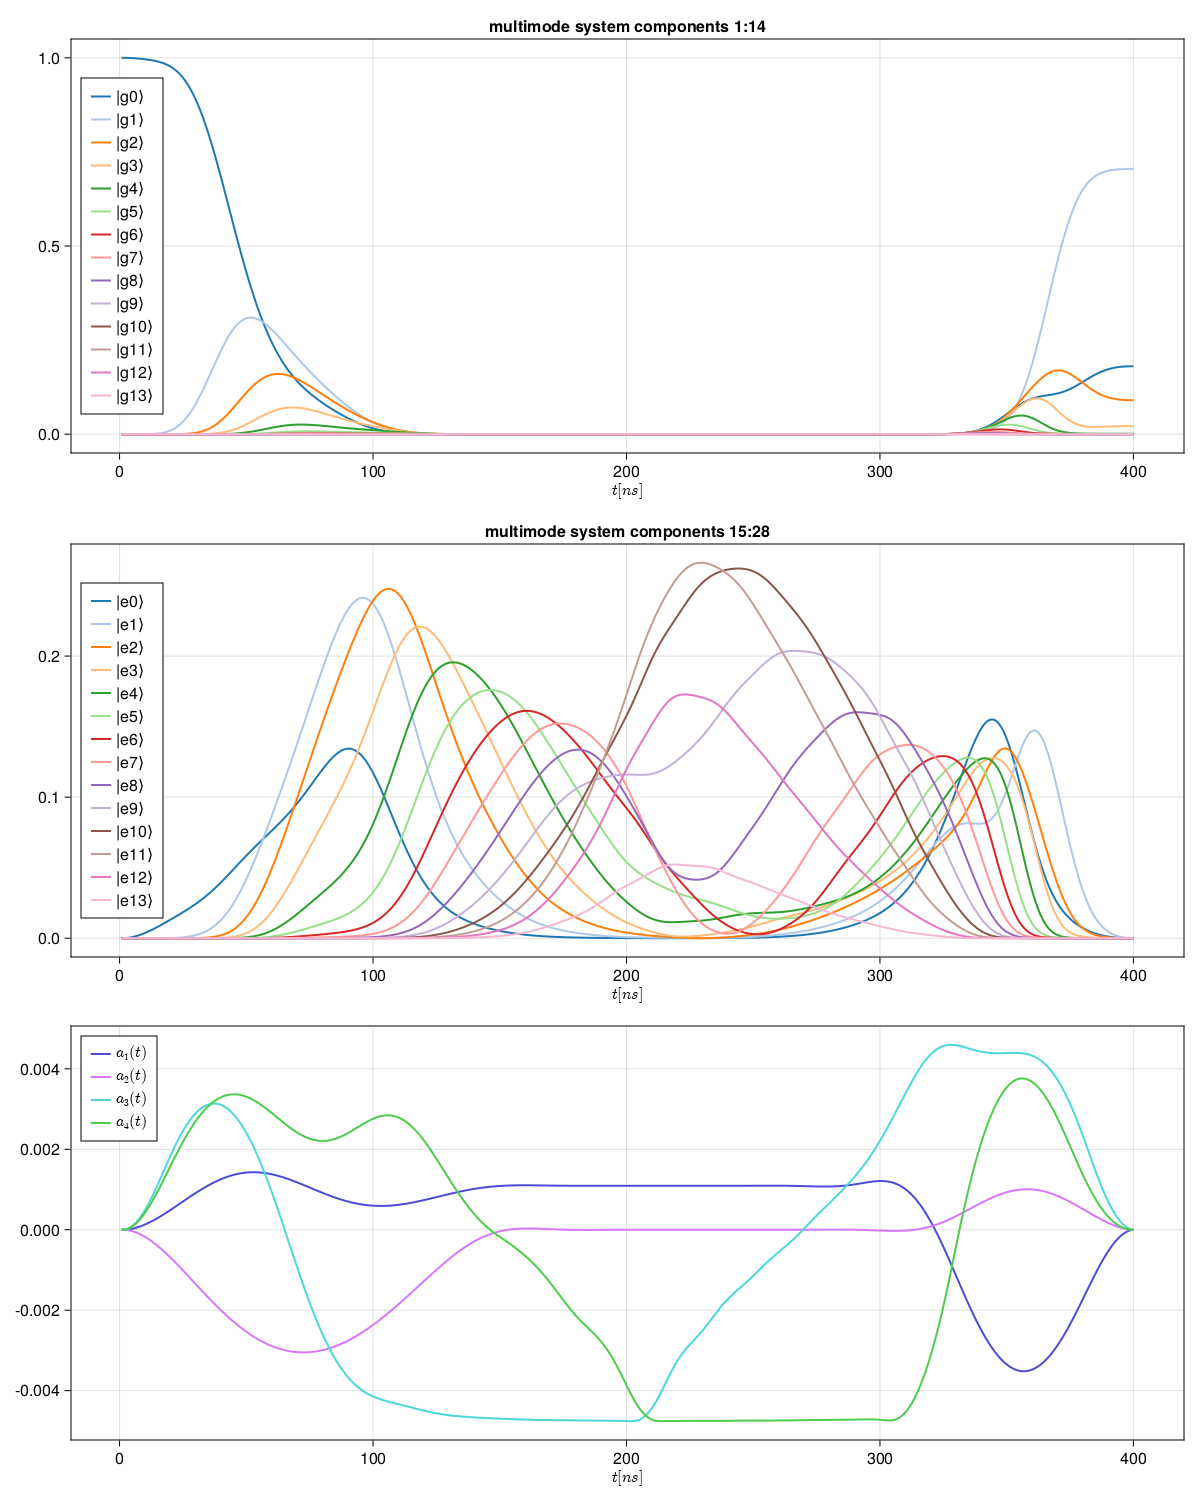 multimode system components 1:14
1.0
0.5
0.0
|g0⟩
|g1⟩
|g2⟩
|g3⟩
|g4⟩
|g5⟩
|g6⟩
|g7⟩
|g8⟩
|g9⟩
|g10⟩
|g11⟩
|g12⟩
|g13⟩
0 100 200 300 400
t[ns]
multimode system components 15:28
0.2
0.1
0.0
|e0⟩
|e1⟩
|e2⟩
|e3⟩
|e4⟩
|e5⟩
|e6⟩
|e7⟩
|e8⟩
|e9⟩
|e10⟩
|e11⟩
|e12⟩
|e13⟩
0 100 200 300 400
t[ns]
0.004
0.002
0.000
-0.002
-0.004
a₁(t)
a₂(t)
a₃(t)
a₄(t)
0 100 200 300 400
t[ns]